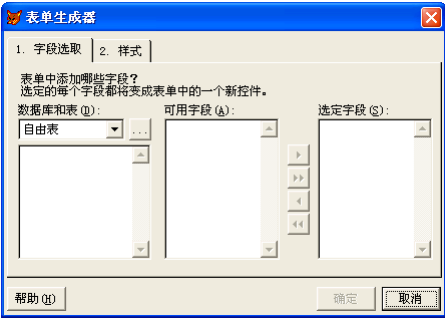 表单生成器
1. 字段选取
2. 样式
表单中添加哪些字段？
选定的每个字段都将变成表单中的一个新控件。
数据库和表(D):
可用字段(A):
选定字段(S):
自由表
...
帮助(H)
确定
取消